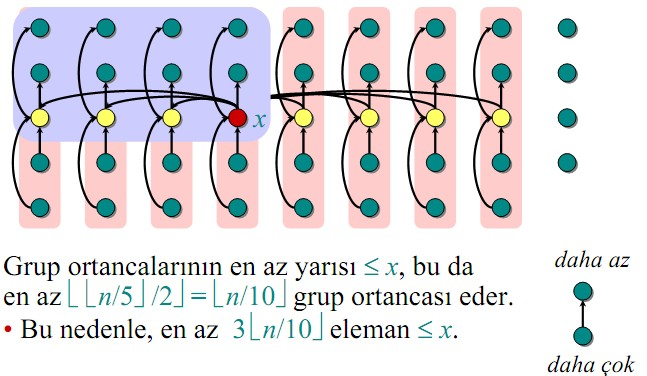 x
Grup ortancalarının en az yarısı ≤ x, bu da
en az ⌊⌊n/5⌋/2⌋ = ⌊n/10⌋ grup ortancası eder.
• Bu nedenle, en az 3⌊n/10⌋ eleman ≤ x.
daha az
daha çok